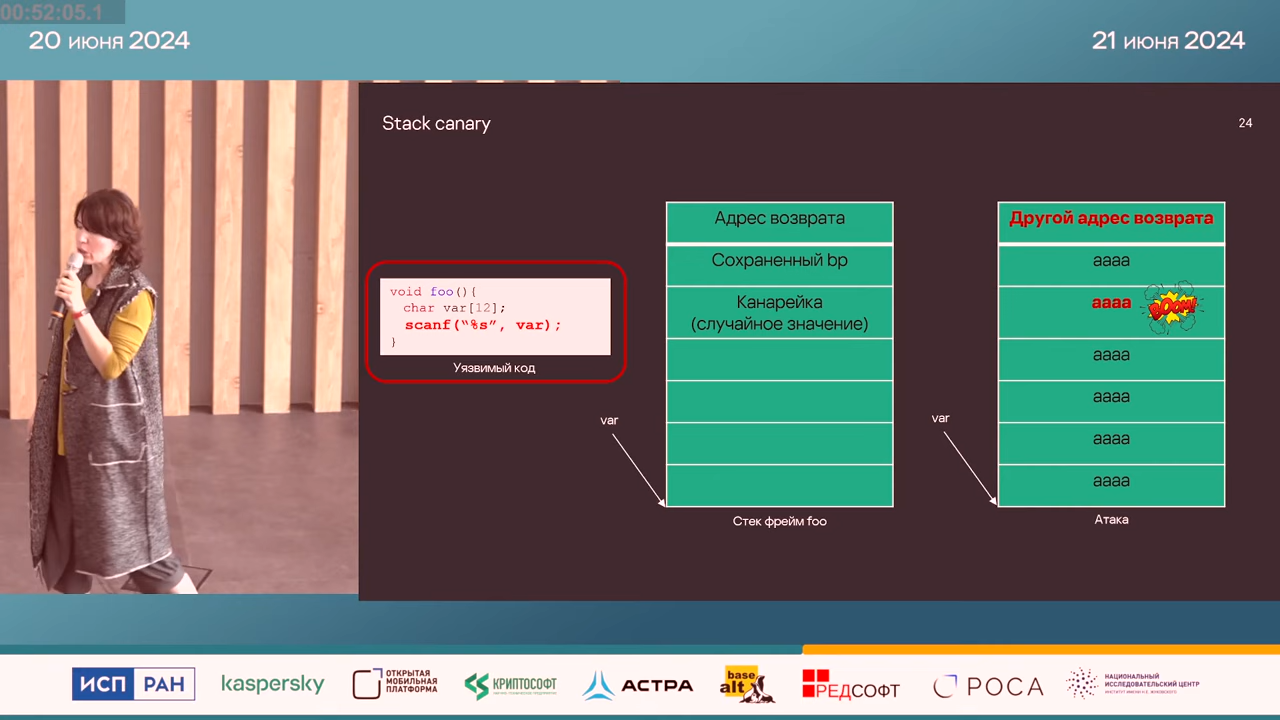 00:52:05.1
20 июня 2024
21 июня 2024
Stack canary
24
void foo(){
char var[12];
scanf("%s", var);
}
Уязвимый код
var
Адрес возврата
Сохраненный bp
Канарейка
(случайное значение)
Стек фрейм foo
var
Другой адрес возврата
aaaa
aaaa
BOOM!
aaaa
aaaa
aaaa
aaaa
Атака
ИСП РАН
kaspersky
ОТКРЫТАЯ
МОБИЛЬНАЯ
ПЛАТФОРМА
КРИПТОСОФТ
АСТРА
base
alt
РЕДСОФТ
РОСА
НАЦИОНАЛЬНЫЙ
ИССЛЕДОВАТЕЛЬСКИЙ ЦЕНТР